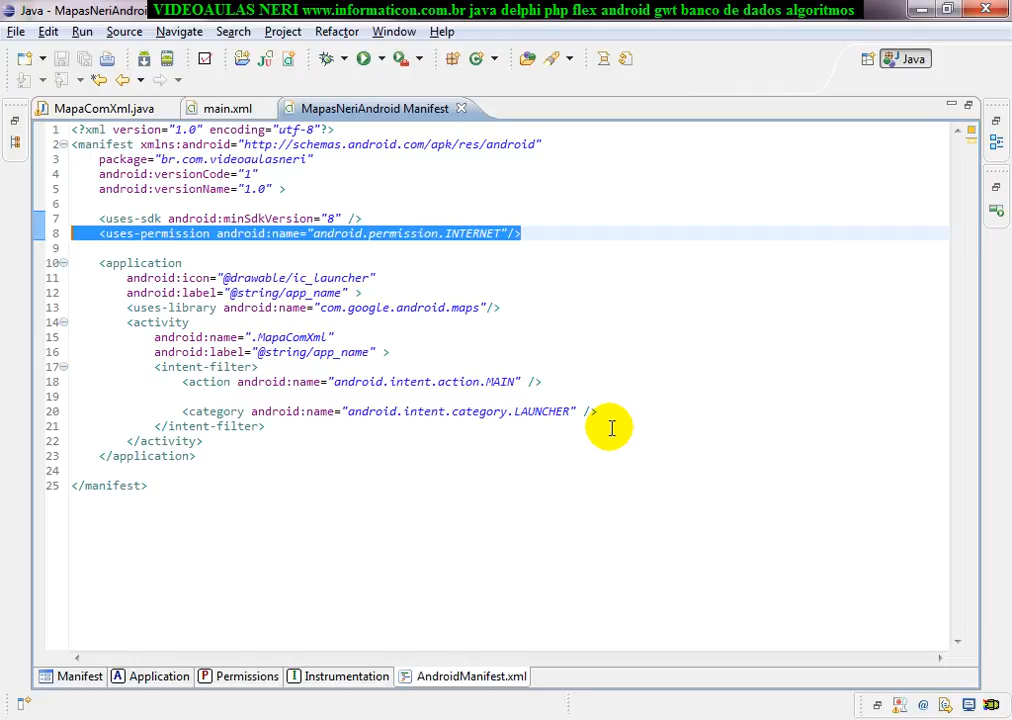 Java - MapasNeriAndroi
VIDEOAULAS NERI www.informaticon.com.br java delphi php flex android gwt banco de dados algoritmos
File Edit Run Source Navigate Search Project Refactor Window Help
Java
MapaComXml.java main.xml MapasNeriAndroid Manifest
1 <?xml version="1.0" encoding="utf-8"?>
2 <manifest xmlns:android="http://schemas.android.com/apk/res/android"
3 package="br.com.videoaulasneri"
4 android:versionCode="1"
5 android:versionName="1.0" >
6
7 <uses-sdk android:minSdkVersion="8" />
8 <uses-permission android:name="android.permission.INTERNET"/>
9
10 <application
11 android:icon="@drawable/ic_launcher"
12 android:label="@string/app_name" >
13 <uses-library android:name="com.google.android.maps"/>
14 <activity
15 android:name=".MapaComXml"
16 android:label="@string/app_name" >
17 <intent-filter>
18 <action android:name="android.intent.action.MAIN" />
19
20 <category android:name="android.intent.category.LAUNCHER" />
21 </intent-filter>
22 </activity>
23 </application>
24
25 </manifest>
Manifest A Application P Permissions I Instrumentation AndroidManifest.xml